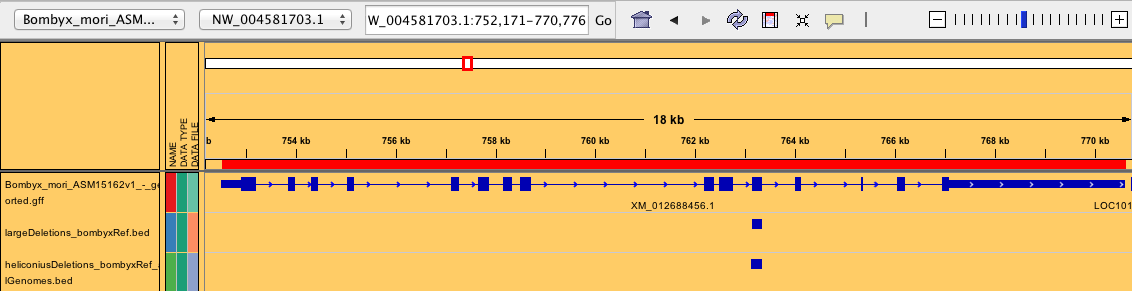 Bombyx_mori_ASM...
NW_004581703.1
W_004581703.1:752,171-770,776
Go
18 kb
b
754 kb
756 kb
758 kb
760 kb
762 kb
764 kb
766 kb
768 kb
770 kb
NAME
DATA TYPE
DATA FILE
Bombyx_mori_ASM15162v1_-_ge
orted.gff
XM_012688456.1
LOC101
largeDeletions_bombyxRef.bed
heliconiusDeletions_bombyxRef_
lGenomes.bed